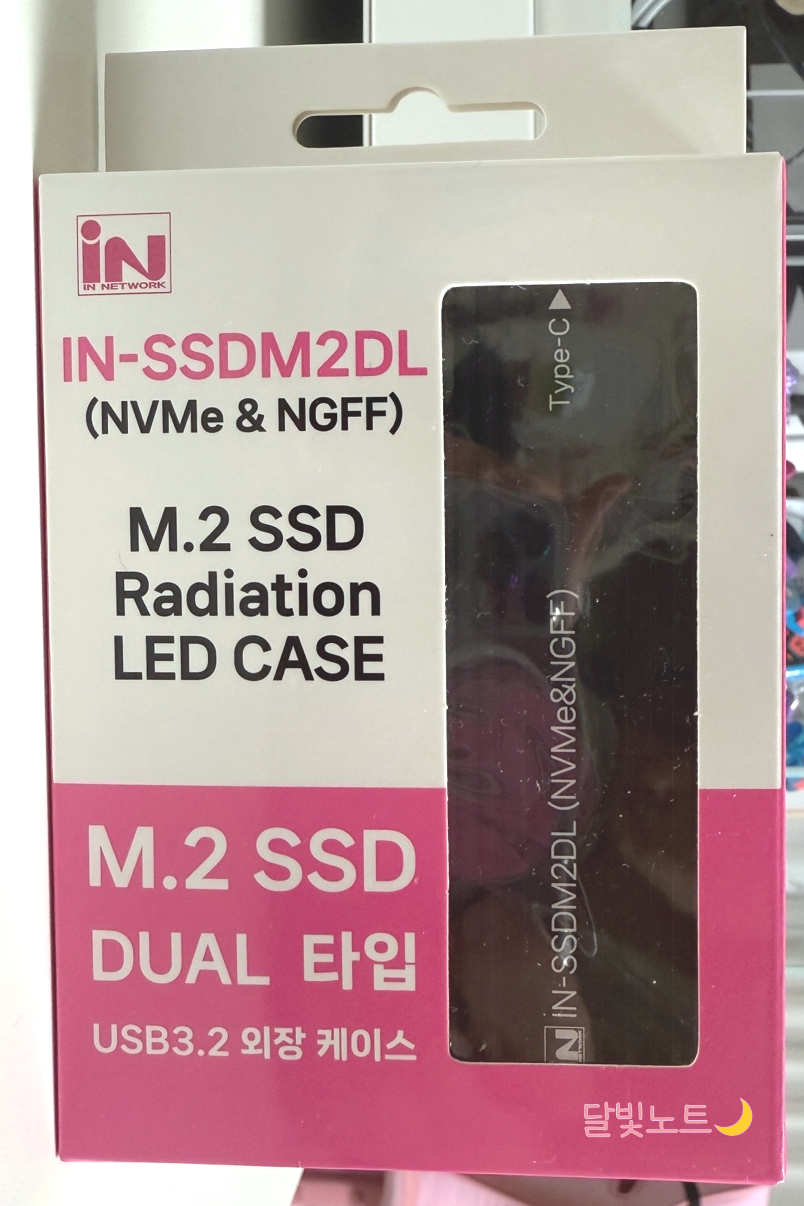 iN
IN NETWORK
IN-SSDM2DL
(NVMe & NGFF)
M.2 SSD
Radiation
LED CASE
M.2 SSD
DUAL 타입
USB3.2 외장 케이스
Type-C ▲
iN IN-SSDM2DL (NVMe&NGFF)
달빛노트🌙